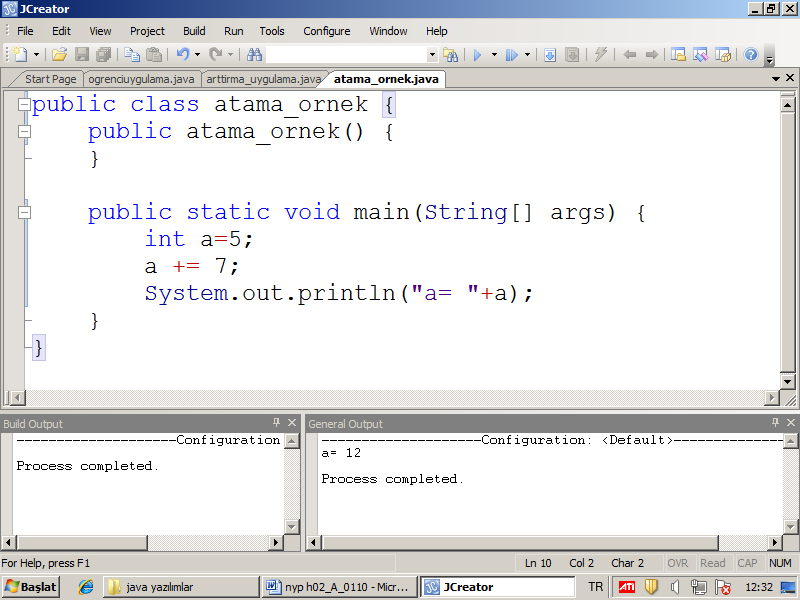 JCreator
File Edit View Project Build Run Tools Configure Window Help
Start Page ogrenciuygulama.java arttirma_uygulama.java atama_ornek.java
public class atama_ornek {
public atama_ornek() {
}
public static void main(String[] args) {
int a=5;
a += 7;
System.out.println("a= "+a);
}
}
Build Output
--------------------Configuration
Process completed.
General Output
--------------------Configuration: <Default>--------------
a= 12
Process completed.
For Help, press F1 Ln 10 Col 2 Char 2 OVR Read CAP NUM
Başlat java yazılımlar nyp h02_A_0110 - Micr... JCreator TR ATI 12:32